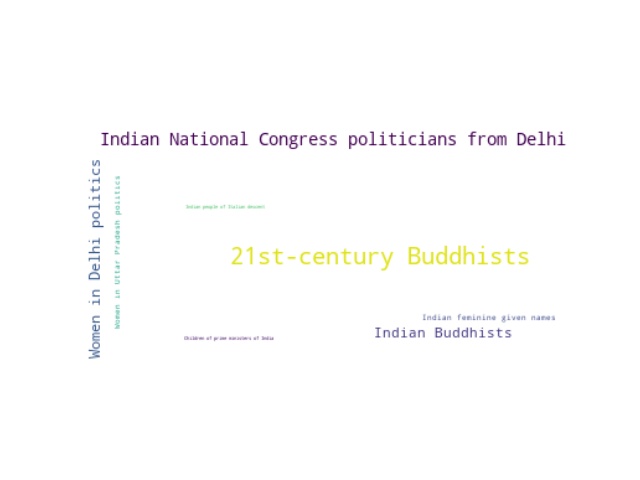 Indian National Congress politicians from Delhi
Women in Delhi politics
Women in Uttar Pradesh politics
Indian people of Italian descent
21st-century Buddhists
Indian feminine given names
Indian Buddhists
Children of prime ministers of India